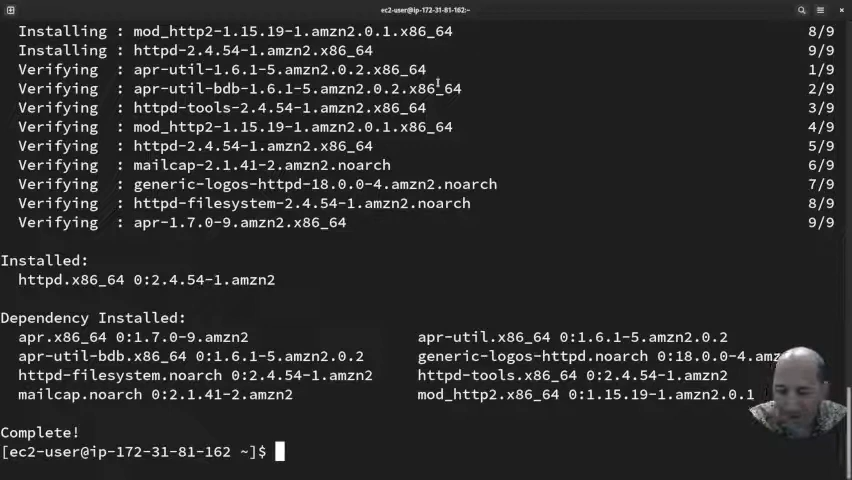 ec2-user@ip-172-31-81-162:~
Installing : mod_http2-1.15.19-1.amzn2.0.1.x86_64 8/9
Installing : httpd-2.4.54-1.amzn2.x86_64 9/9
Verifying : apr-util-1.6.1-5.amzn2.0.2.x86_64 1/9
Verifying : apr-util-bdb-1.6.1-5.amzn2.0.2.x86_64 2/9
Verifying : httpd-tools-2.4.54-1.amzn2.x86_64 3/9
Verifying : mod_http2-1.15.19-1.amzn2.0.1.x86_64 4/9
Verifying : httpd-2.4.54-1.amzn2.x86_64 5/9
Verifying : mailcap-2.1.41-2.amzn2.noarch 6/9
Verifying : generic-logos-httpd-18.0.0-4.amzn2.noarch 7/9
Verifying : httpd-filesystem-2.4.54-1.amzn2.noarch 8/9
Verifying : apr-1.7.0-9.amzn2.x86_64 9/9
Installed:
httpd.x86_64 0:2.4.54-1.amzn2
Dependency Installed:
apr.x86_64 0:1.7.0-9.amzn2 apr-util.x86_64 0:1.6.1-5.amzn2.0.2
apr-util-bdb.x86_64 0:1.6.1-5.amzn2.0.2 generic-logos-httpd.noarch 0:18.0.0-4.amz
httpd-filesystem.noarch 0:2.4.54-1.amzn2 httpd-tools.x86_64 0:2.4.54-1.amzn2
mailcap.noarch 0:2.1.41-2.amzn2 mod_http2.x86_64 0:1.15.19-1.amzn2.0.1
Complete!
[ec2-user@ip-172-31-81-162 ~]$